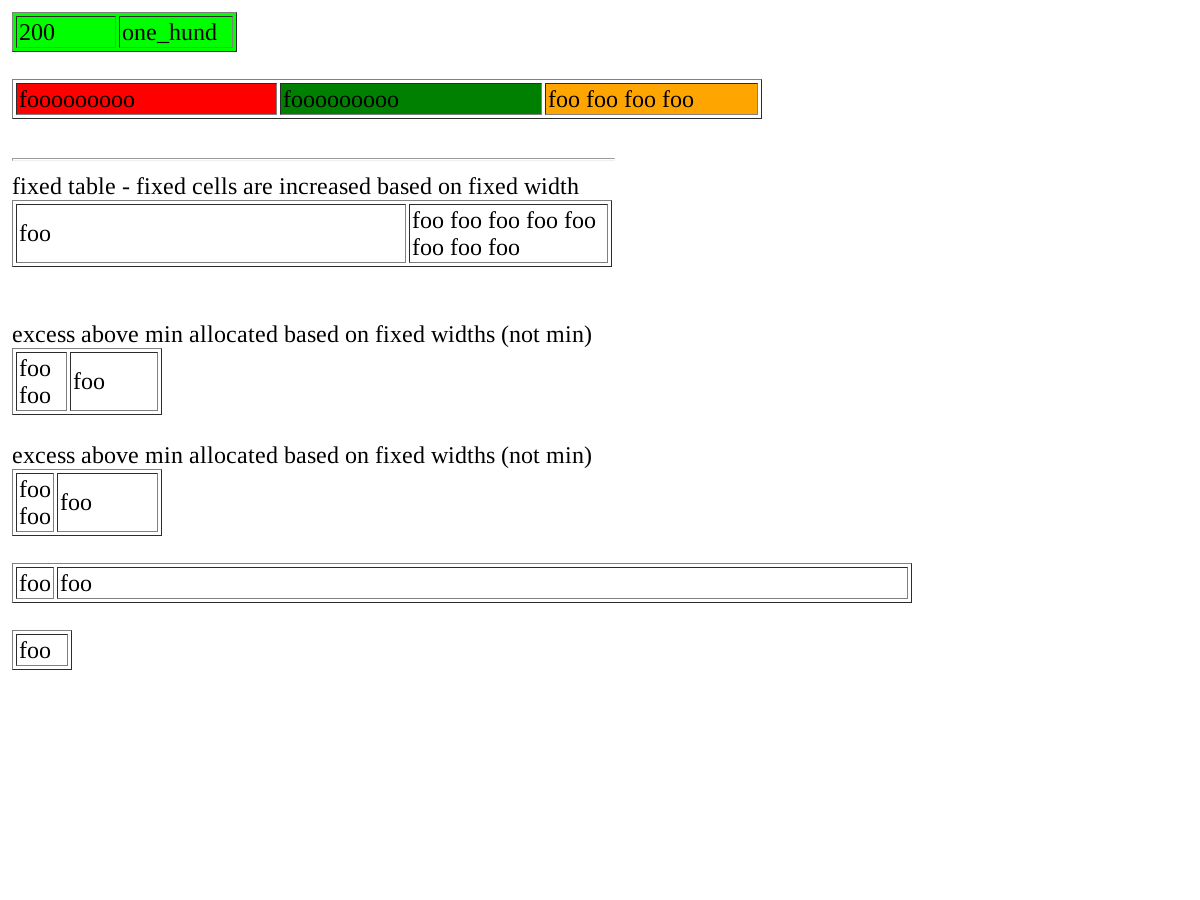 200 one_hund
fooooooooo fooooooooo foo foo foo foo
fixed table - fixed cells are increased based on fixed width
foo foo foo foo foo foo
foo foo foo
excess above min allocated based on fixed widths (not min)
foo
foo foo
excess above min allocated based on fixed widths (not min)
foo
foo foo
foo foo
foo